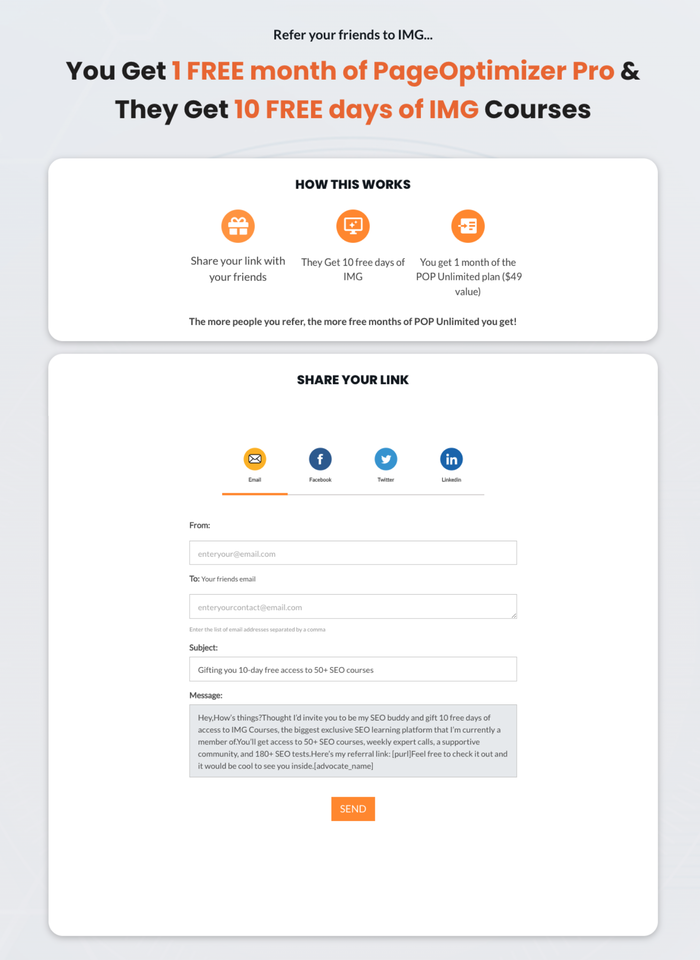 Refer your friends to IMG...
You Get 1 FREE month of PageOptimizer Pro &
They Get 10 FREE days of IMG Courses
HOW THIS WORKS
Share your link with
your friends
They Get 10 free days of
IMG
You get 1 month of the
POP Unlimited plan ($49
value)
The more people you refer, the more free months of POP Unlimited you get!
SHARE YOUR LINK
Email
Facebook
Twitter
Linkedin
From:
enteryour@email.com
To: Your friends email
enteryourcontact@email.com
Enter the list of email addresses separated by a comma
Subject:
Gifting you 10-day free access to 50+ SEO courses
Message:
Hey,How's things?Thought I'd invite you to be my SEO buddy and gift 10 free days of
access to IMG Courses, the biggest exclusive SEO learning platform that I'm currently a
member of.You'll get access to 50+ SEO courses, weekly expert calls, a supportive
community, and 180+ SEO tests.Here's my referral link: [purl]Feel free to check it out and
it would be cool to see you inside.[advocate_name]
SEND